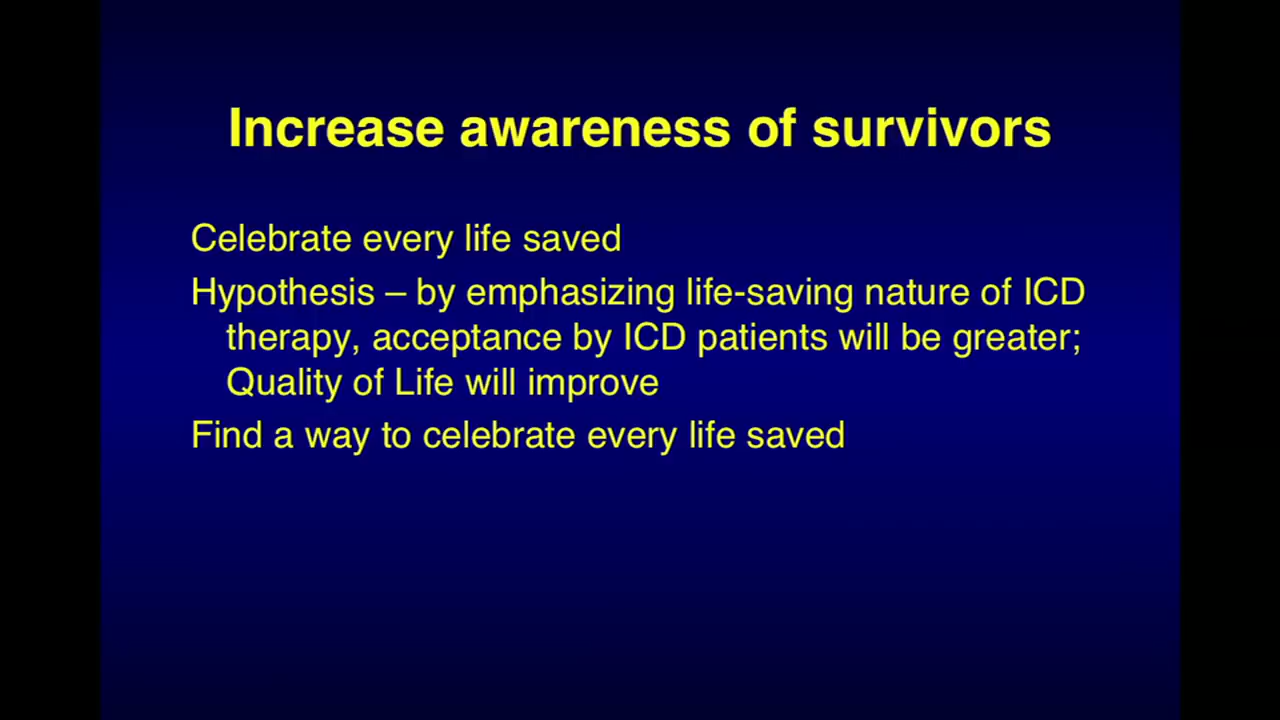 Increase awareness of survivors
Celebrate every life saved
Hypothesis – by emphasizing life-saving nature of ICD
therapy, acceptance by ICD patients will be greater;
Quality of Life will improve
Find a way to celebrate every life saved